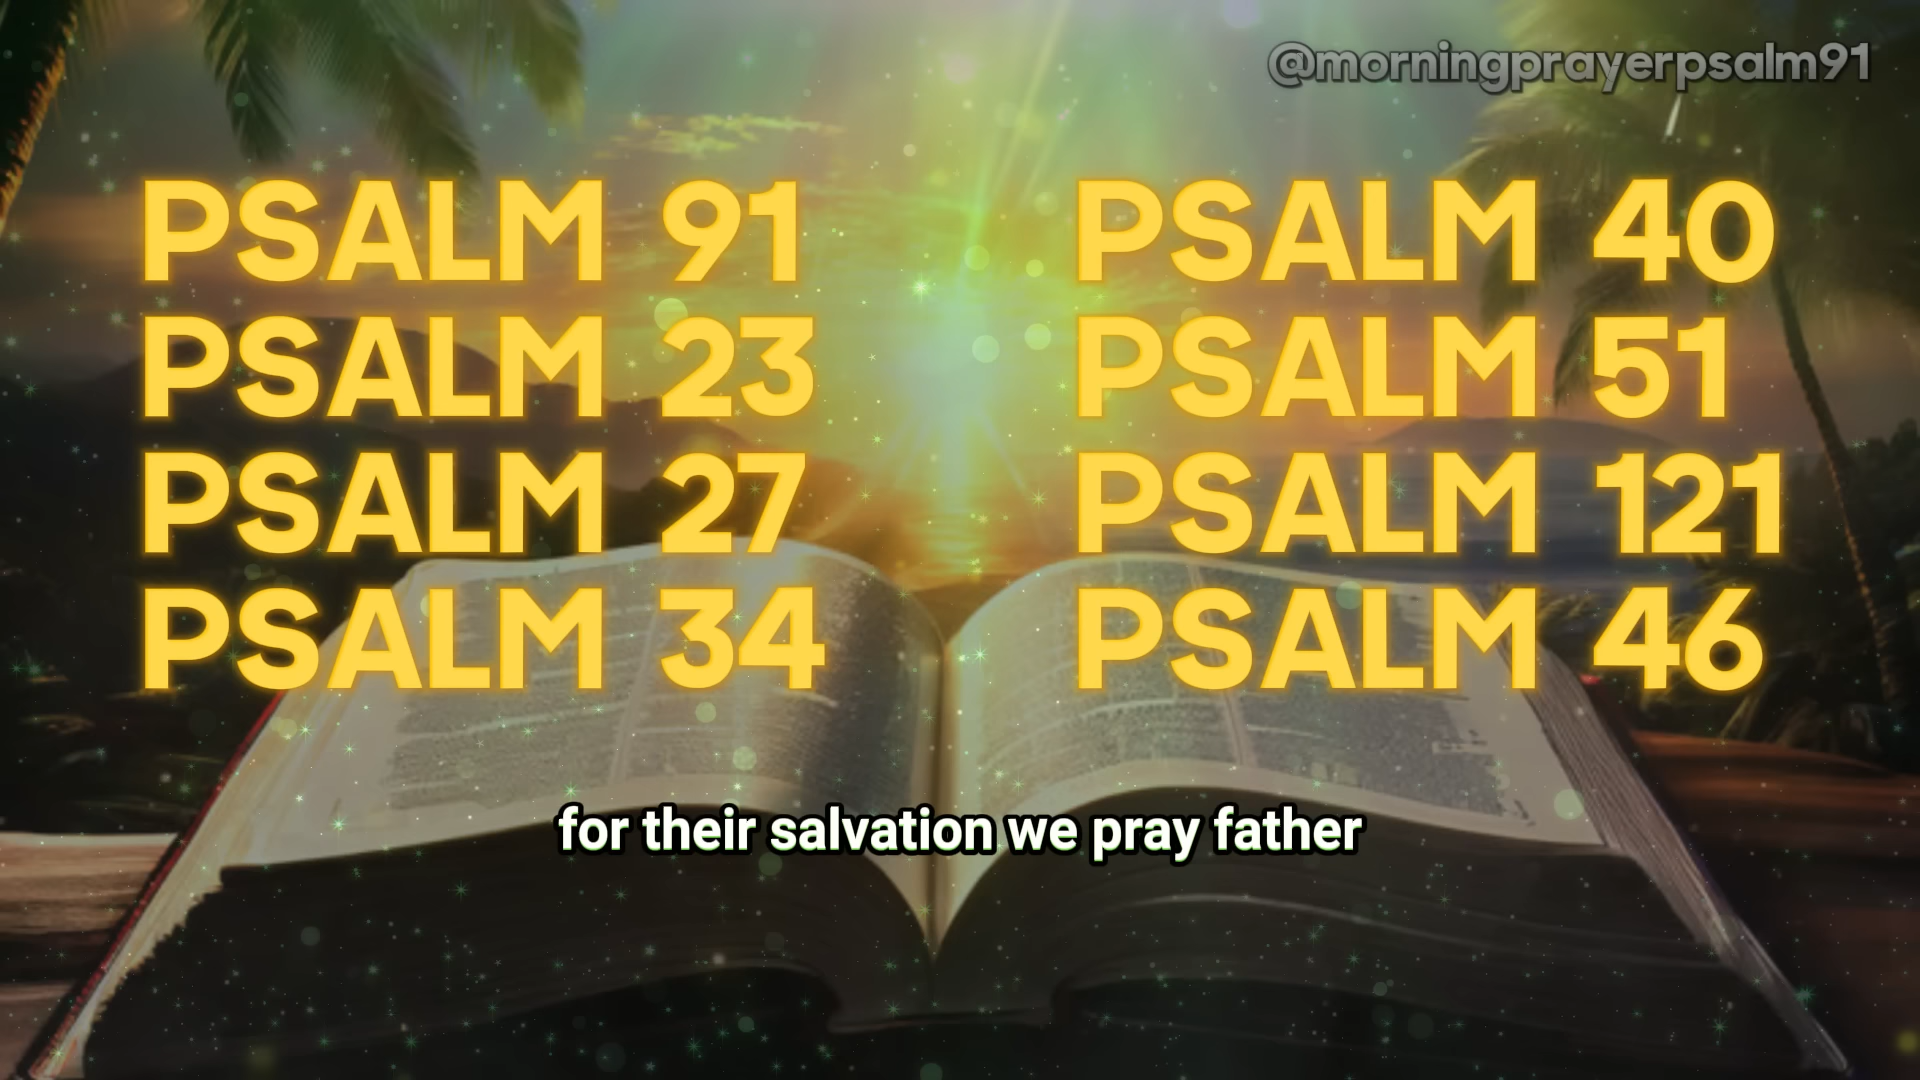 @morningprayerpsalm91
PSALM 91
PSALM 23
PSALM 27
PSALM 34
PSALM 40
PSALM 51
PSALM 121
PSALM 46
for their salvation we pray father